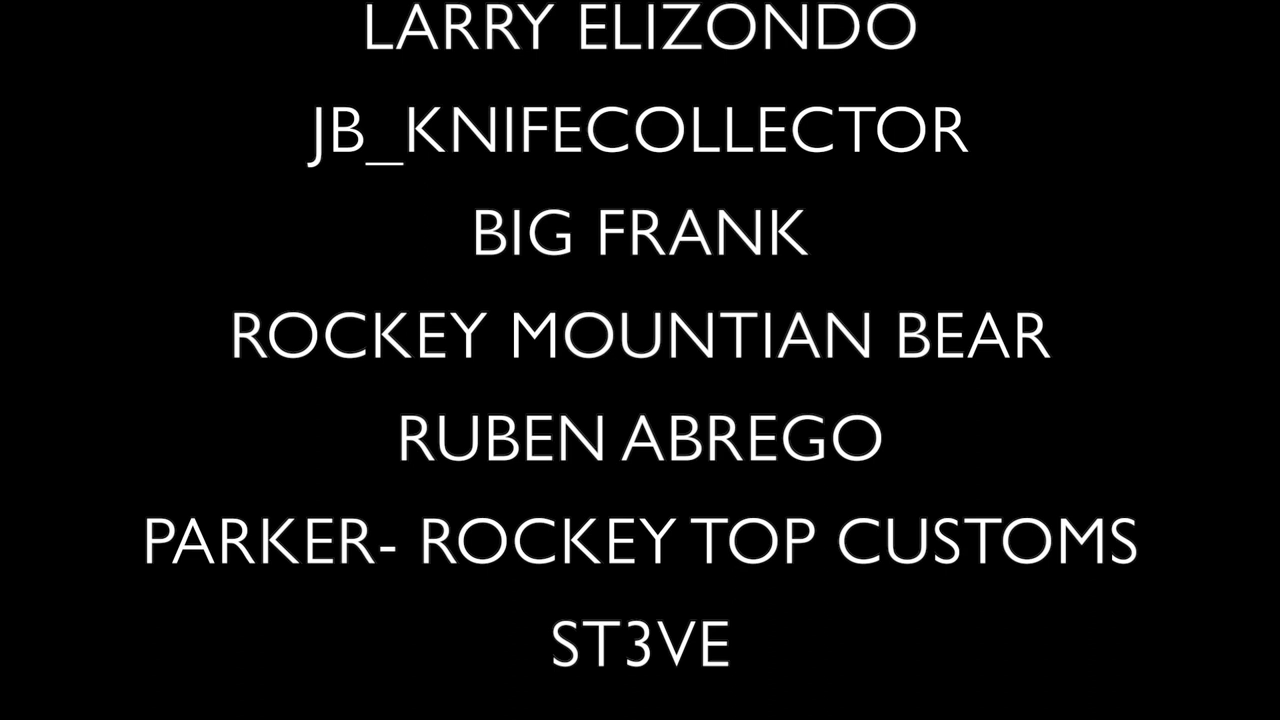 LARRY ELIZONDO
JB_KNIFECOLLECTOR
BIG FRANK
ROCKEY MOUNTIAN BEAR
RUBEN ABREGO
PARKER- ROCKEY TOP CUSTOMS
ST3VE